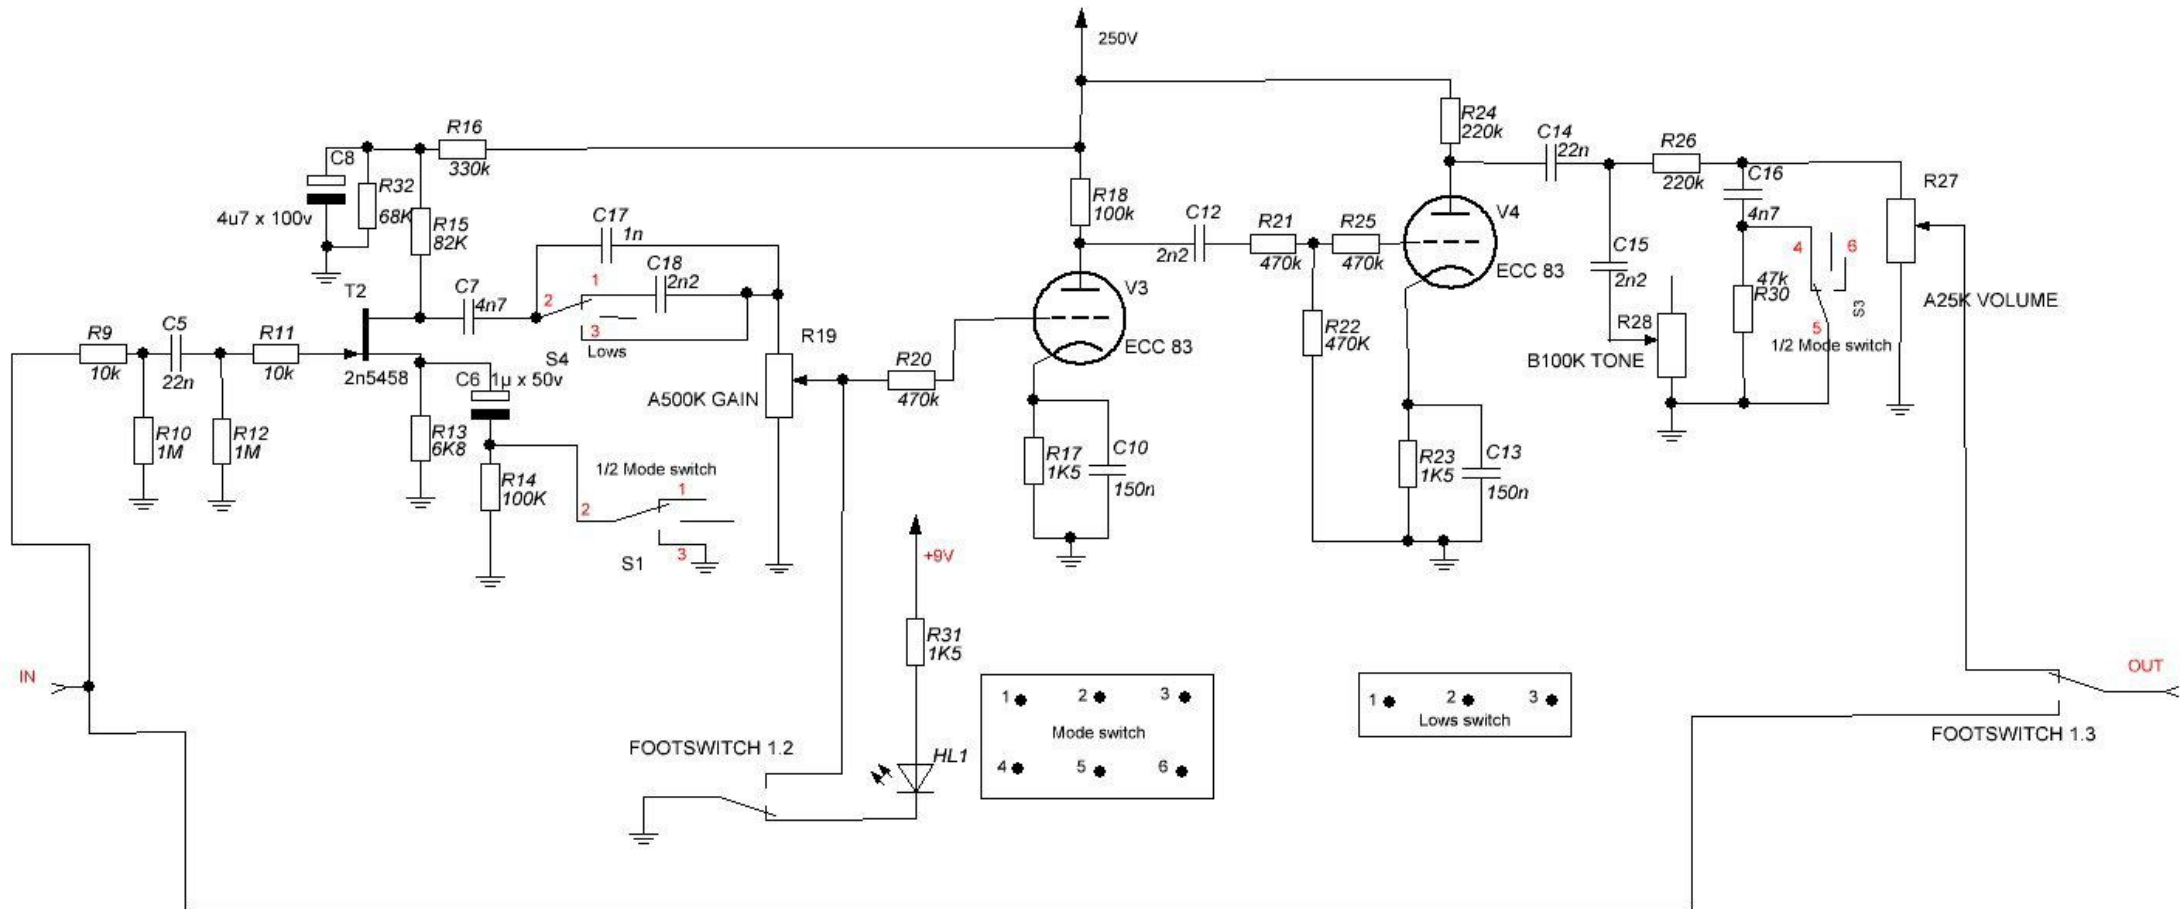 250V
R24
220k
C14
22n
R26
220k
C16
4n7
R27
A25K VOLUME
R16
330k
C8
4u7 x 100v
R32
68K
R15
82K
R18
100k
C17
1n
C18
2n2
1
2
3
Lows
S4
C7
4n7
T2
2n5458
R9
10k
C5
22n
R11
10k
R10
1M
R12
1M
R13
6K8
C6
1µ x 50v
R14
100K
1/2 Mode switch
1
2
3
S1
R19
A500K GAIN
R20
470k
V3
ECC 83
C12
2n2
R21
470k
R25
470k
R22
470K
V4
ECC 83
R17
1K5
C10
150n
R23
1K5
C13
150n
C15
2n2
R28
B100K TONE
47k
R30
4
6
5
S3
1/2 Mode switch
+9V
R31
1K5
HL1
IN
OUT
FOOTSWITCH 1.2
FOOTSWITCH 1.3
1 2 3
Mode switch
4 5 6
1 2 3
Lows switch